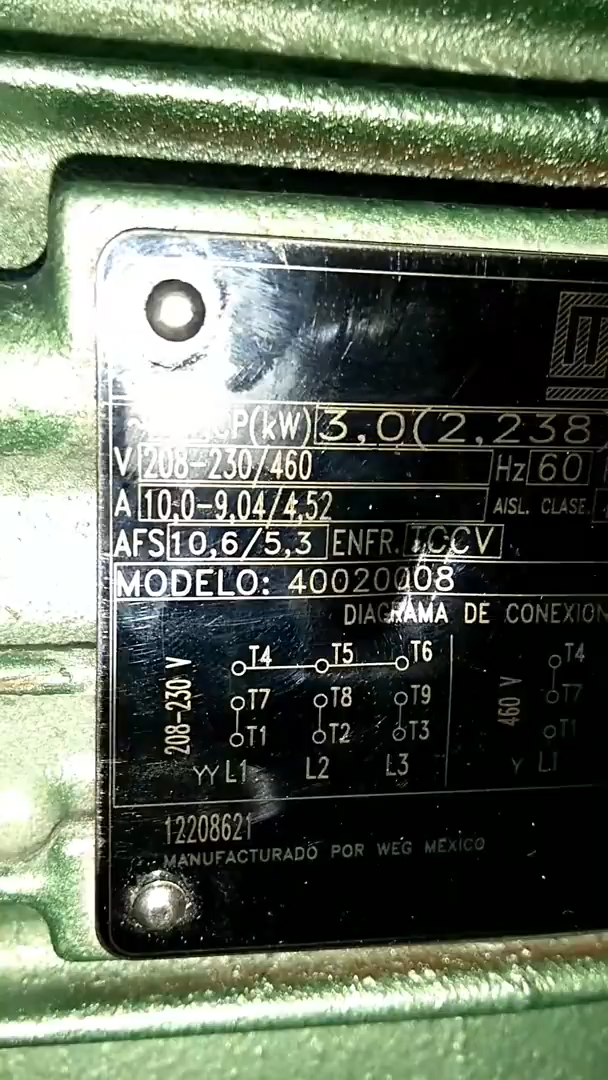 CP(kW) 3,0(2,238
V 208-230/460 Hz 60
A 10,0-9,04/4,52 AISL. CLASE.
AFS 10,6/5,3 ENFR. TCCV
MODELO: 40020008
DIAGRAMA DE CONEXION
208-230 V
T4 T5 T6
T7 T8 T9
T1 T2 T3
YY L1 L2 L3
460 V
T4
T7
T1
Y L1
12208621
MANUFACTURADO POR WEG MEXICO